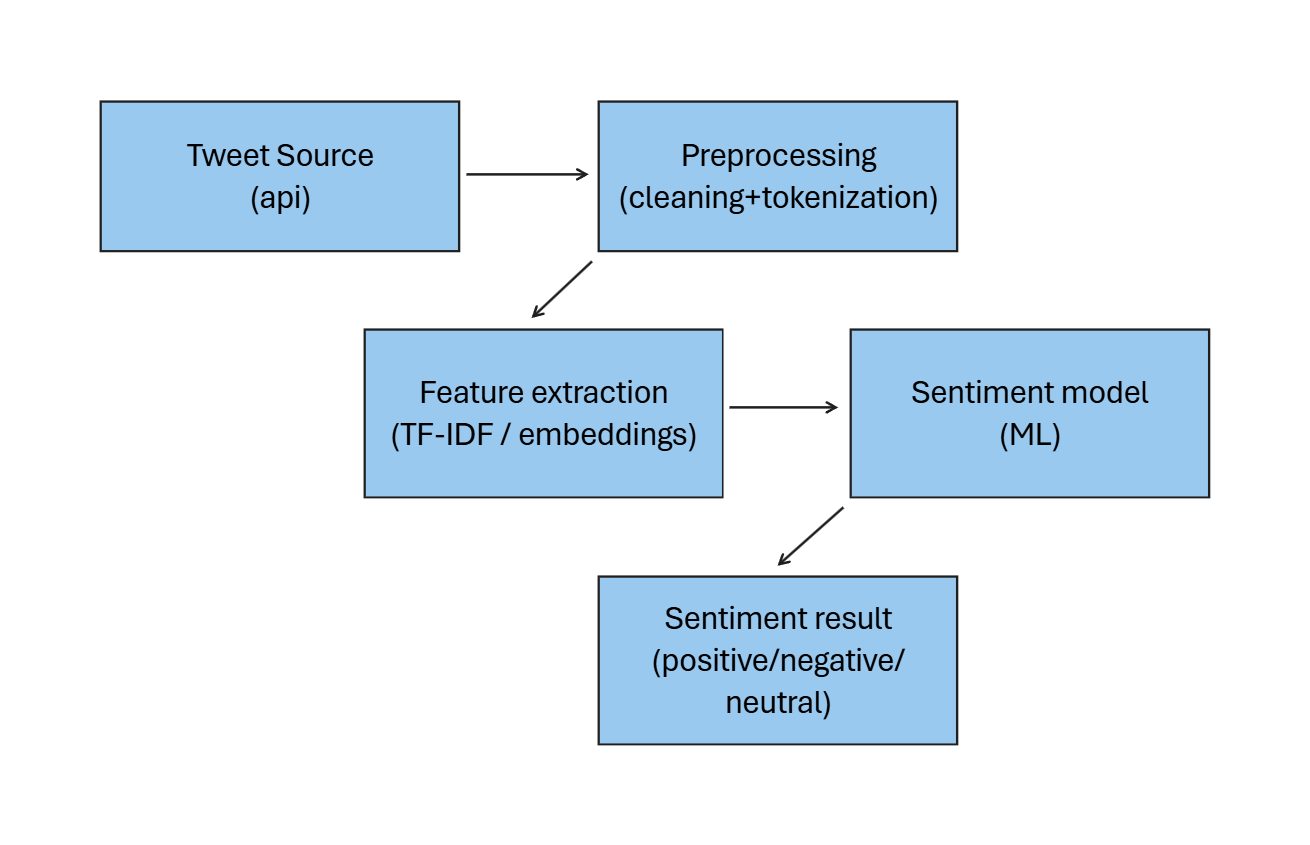 Tweet Source
(api)
Preprocessing
(cleaning+tokenization)
Feature extraction
(TF-IDF / embeddings)
Sentiment model
(ML)
Sentiment result
(positive/negative/
neutral)